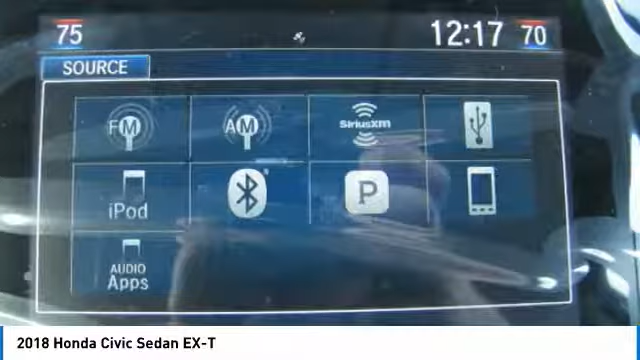 75
12:17
70
SOURCE
FM
AM
SiriusXM
iPod
P
AUDIO
Apps
2018 Honda Civic Sedan EX-T